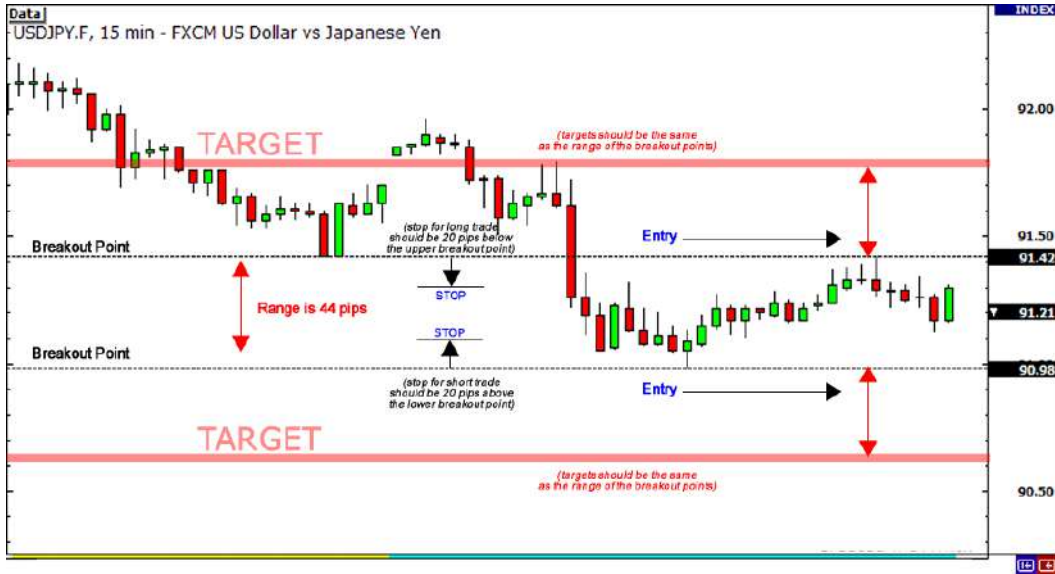 Data
INDEX
USDJPY.F, 15 min - FXCM US Dollar vs Japanese Yen
92.00
TARGET
(targets should be the same
as the range of the breakout points)
(stop for long trade
should be 20 pips below
the upper breakout point)
Entry
91.50
Breakout Point
91.42
STOP
Range is 44 pips
91.21
STOP
Breakout Point
90.98
(stop for short trade
should be 20 pips above
the lower breakout point)
Entry
TARGET
(targets should be the same
as the range of the breakout points)
90.50